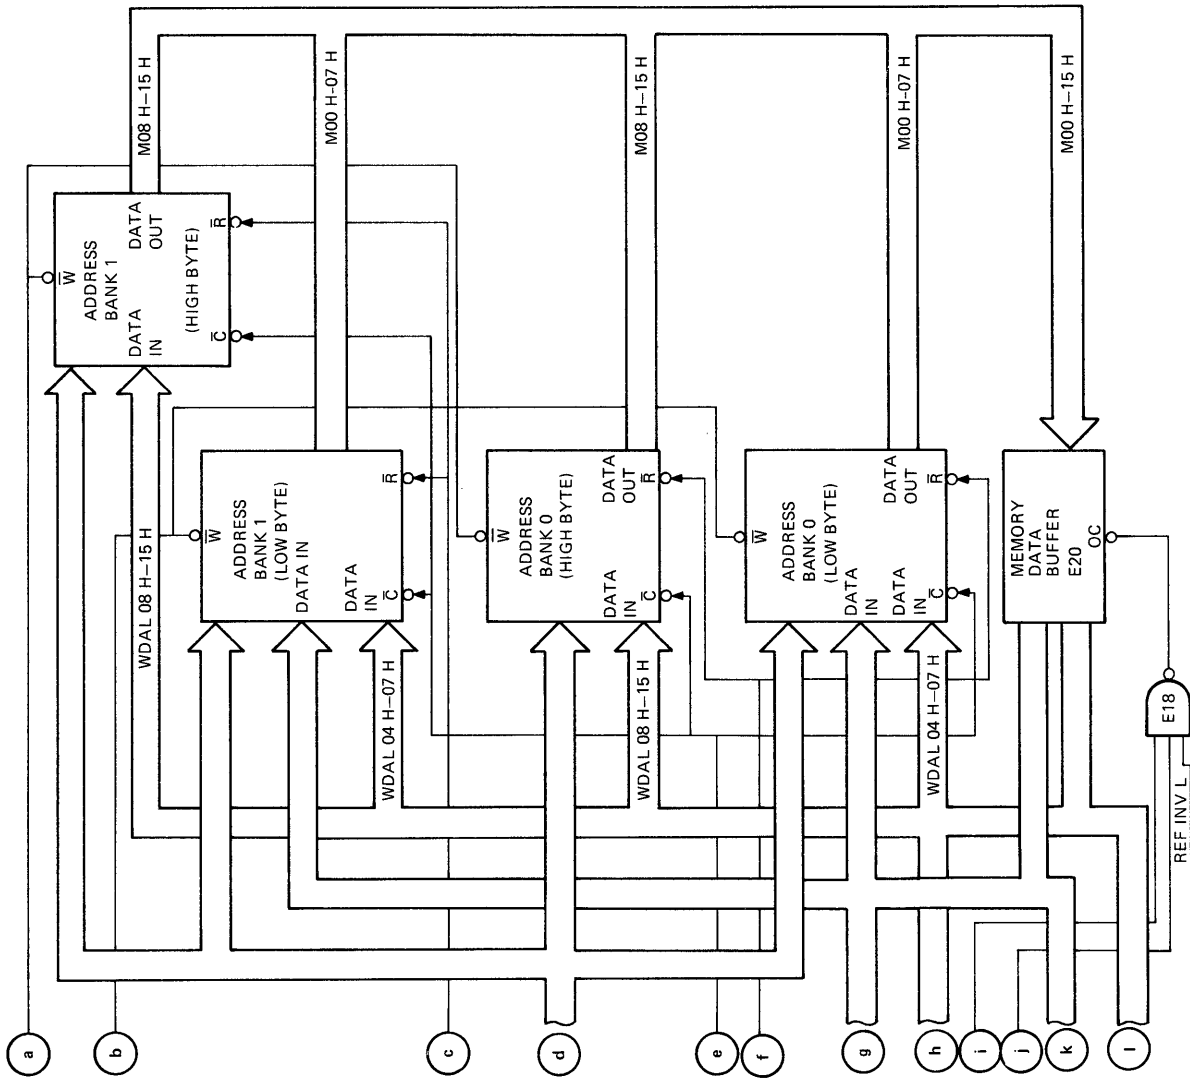 M08 H–15 H
M00 H-07 H
M08 H–15 H
M00 H-07 H
M00 H–15 H
W
ADDRESS
BANK 1
DATA
IN
DATA
OUT
(HIGH BYTE)
C
R
WDAL 08 H–15 H
W
ADDRESS
BANK 1
(LOW BYTE)
DATA IN
DATA
IN
C
R
WDAL 04 H–07 H
W
ADDRESS
BANK 0
(HIGH BYTE)
DATA
OUT
DATA
IN
C
R
WDAL 08 H–15 H
W
ADDRESS
BANK 0
(LOW BYTE)
DATA
IN
DATA
OUT
DATA
IN
C
R
WDAL 04 H–07 H
MEMORY
DATA
BUFFER
E20
OC
E18
REF INV L
a
b
c
d
e
f
g
h
i
j
k
l